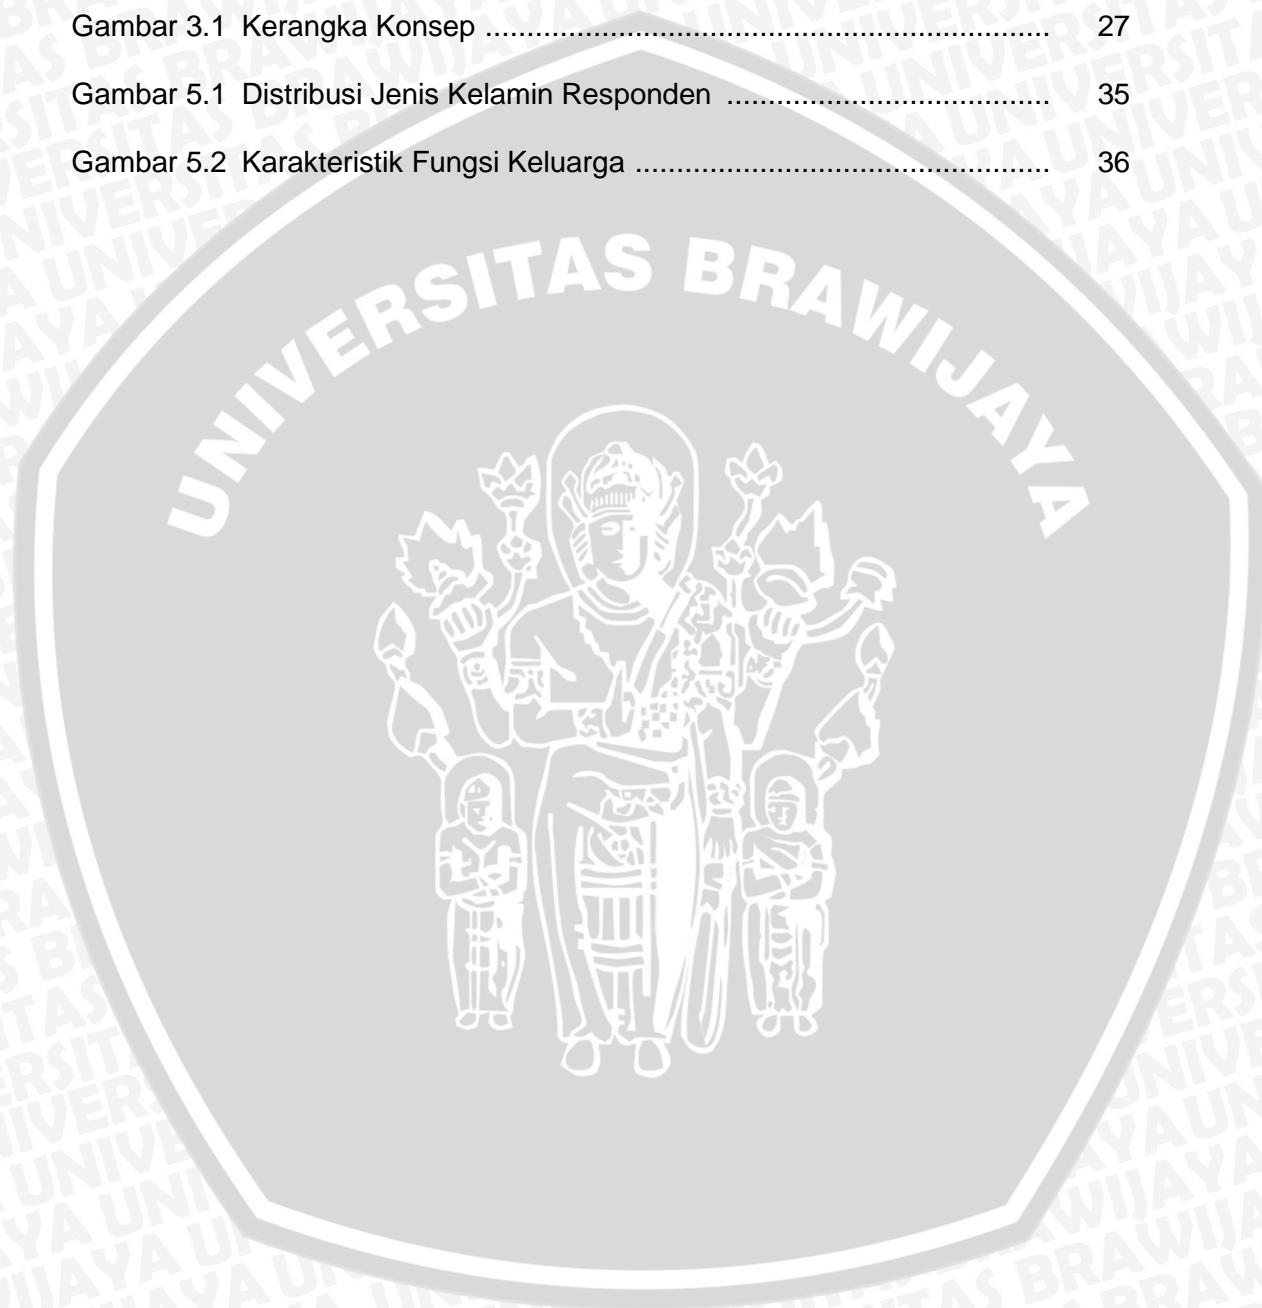 Gambar 3.1 Kerangka Konsep .................................................................... 27
Gambar 5.1 Distribusi Jenis Kelamin Responden ....................................... 35
Gambar 5.2 Karakteristik Fungsi Keluarga .................................................. 36
UNIVERSITAS BRAWIJAYA